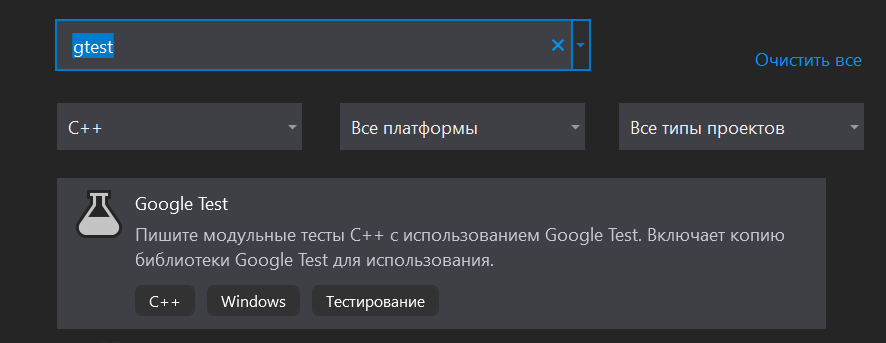 gtest
Очистить все
C++
Все платформы
Все типы проектов
Google Test
Пишите модульные тесты C++ с использованием Google Test. Включает копию
библиотеки Google Test для использования.
C++
Windows
Тестирование